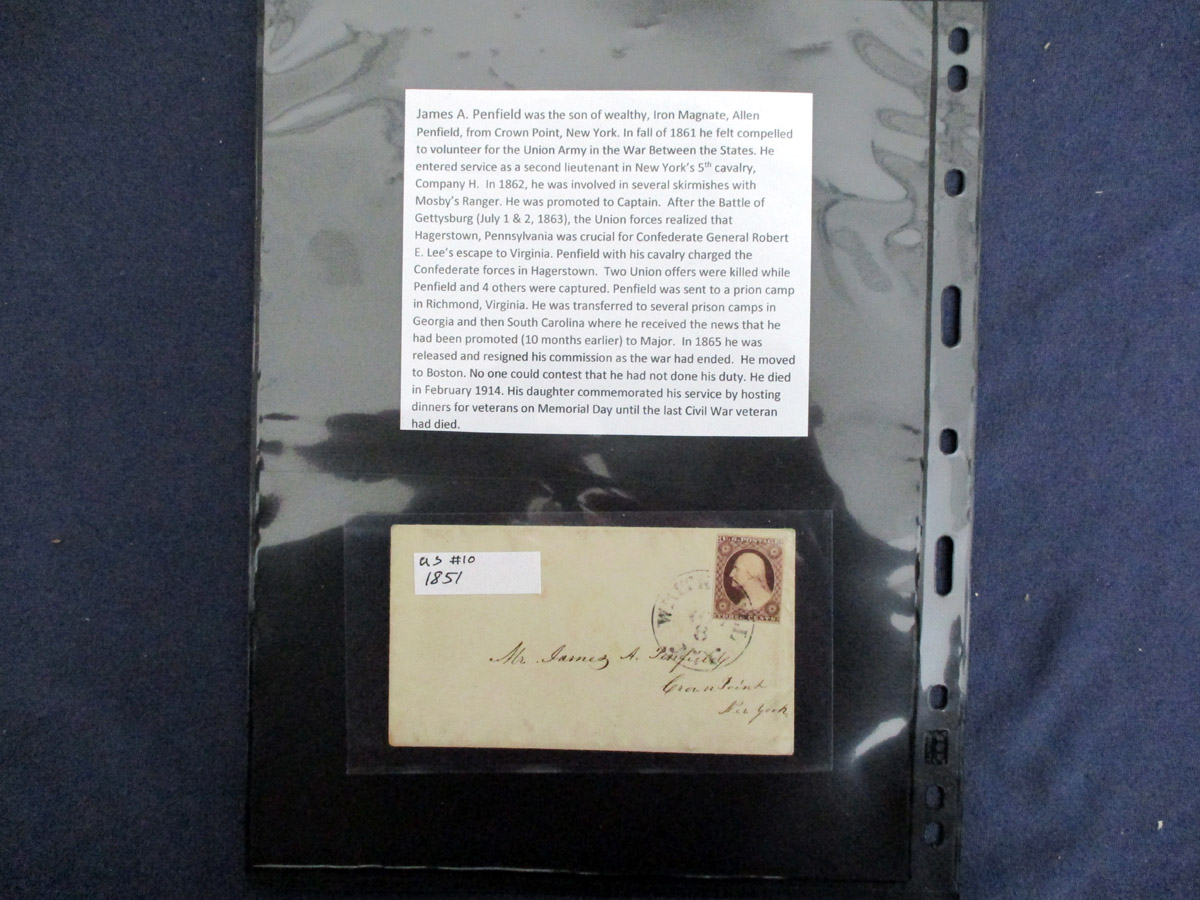 James A. Penfield was the son of wealthy, Iron Magnate, Allen
Penfield, from Crown Point, New York. In fall of 1861 he felt compelled
to volunteer for the Union Army in the War Between the States. He
entered service as a second lieutenant in New York's 5th cavalry,
Company H. In 1862, he was involved in several skirmishes with
Mosby's Ranger. He was promoted to Captain. After the Battle of
Gettysburg (July 1 & 2, 1863), the Union forces realized that
Hagerstown, Pennsylvania was crucial for Confederate General Robert
E. Lee's escape to Virginia. Penfield with his cavalry charged the
Confederate forces in Hagerstown. Two Union offers were killed while
Penfield and 4 others were captured. Penfield was sent to a prion camp
in Richmond, Virginia. He was transferred to several prison camps in
Georgia and then South Carolina where he received the news that he
had been promoted (10 months earlier) to Major. In 1865 he was
released and resigned his commission as the war had ended. He moved
to Boston. No one could contest that he had not done his duty. He died
in February 1914. His daughter commemorated his service by hosting
dinners for veterans on Memorial Day until the last Civil War veteran
had died.
US #10
1851
U.S. POSTAGE
THREE CENTS
8
Mr. James A. Penfield
Crown Point
New York